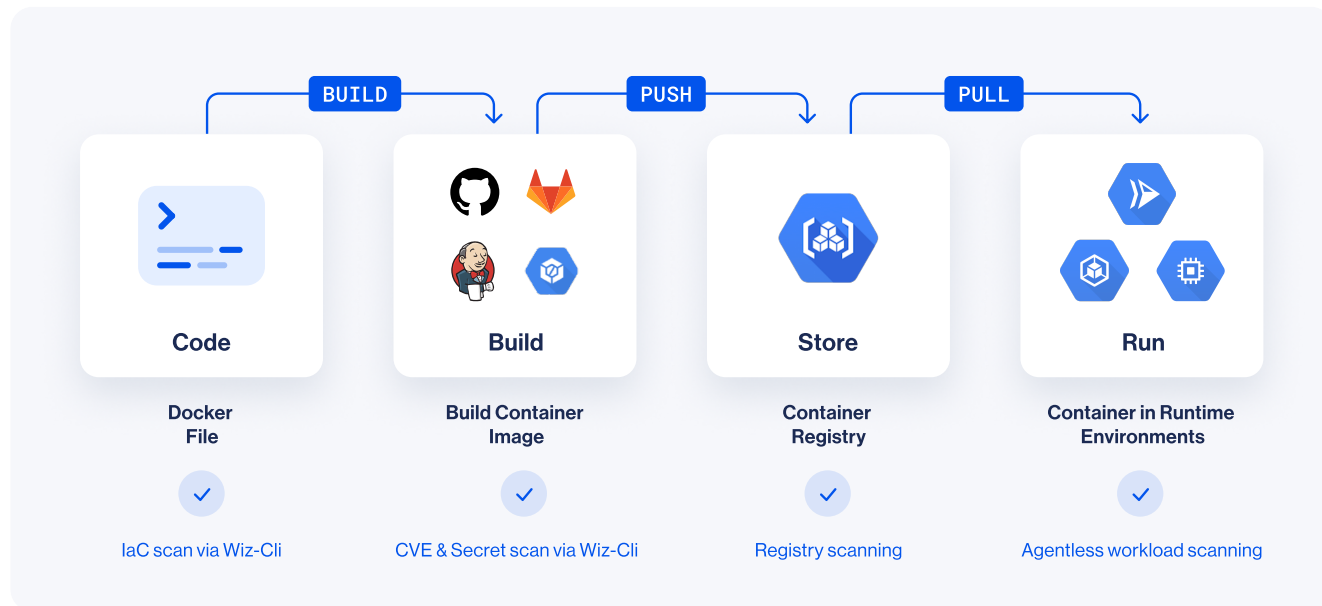 BUILD
PUSH
PULL
Code
Build
Store
Run
Docker
File
Build Container
Image
Container
Registry
Container in Runtime
Environments
IaC scan via Wiz-Cli
CVE & Secret scan via Wiz-Cli
Registry scanning
Agentless workload scanning